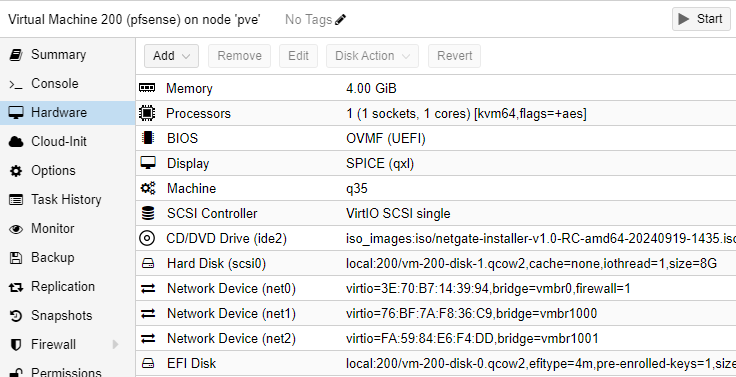 Virtual Machine 200 (pfsense) on node 'pve' No Tags Start
Summary
Console
Hardware
Cloud-Init
Options
Task History
Monitor
Backup
Replication
Snapshots
Firewall
Permissions
Add Remove Edit Disk Action Revert
Memory 4.00 GiB
Processors 1 (1 sockets, 1 cores) [kvm64,flags=+aes]
BIOS OVMF (UEFI)
Display SPICE (qxl)
Machine q35
SCSI Controller VirtIO SCSI single
CD/DVD Drive (ide2) iso_images:iso/netgate-installer-v1.0-RC-amd64-20240919-1435.iso
Hard Disk (scsi0) local:200/vm-200-disk-1.qcow2,cache=none,iothread=1,size=8G
Network Device (net0) virtio=3E:70:B7:14:39:94,bridge=vmbr0,firewall=1
Network Device (net1) virtio=76:BF:7A:F8:36:C9,bridge=vmbr1000
Network Device (net2) virtio=FA:59:84:E6:F4:DD,bridge=vmbr1001
EFI Disk local:200/vm-200-disk-0.qcow2,efitype=4m,pre-enrolled-keys=1,size